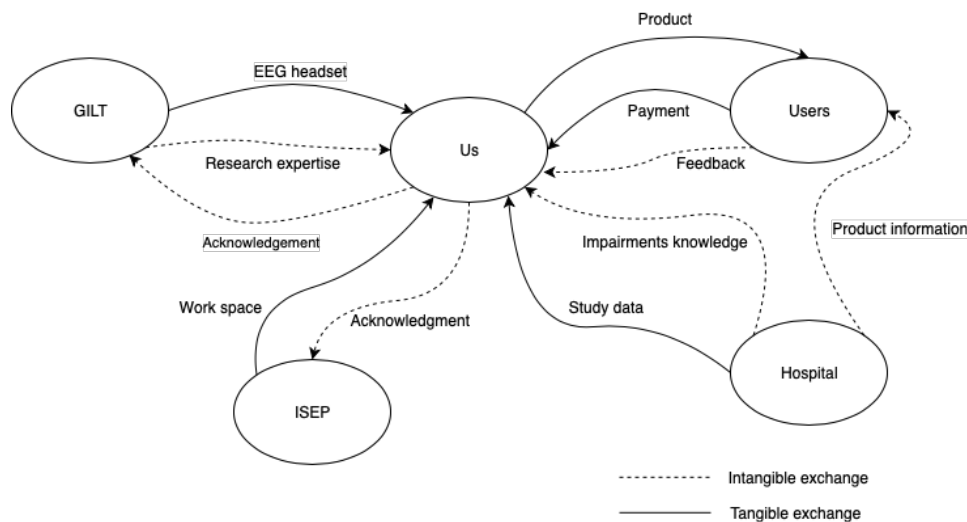 Product
EEG headset
GILT
Users
Payment
Us
Research expertise
Feedback
Acknowledgement
Impairments knowledge
Product information
Work space
Acknowledgment
Study data
Hospital
ISEP
Intangible exchange
Tangible exchange